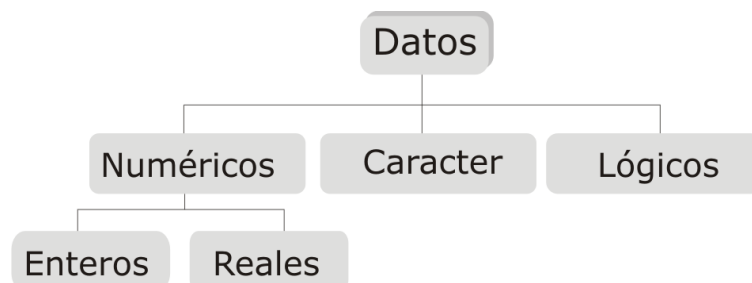 Datos
Numéricos
Caracter
Lógicos
Enteros
Reales